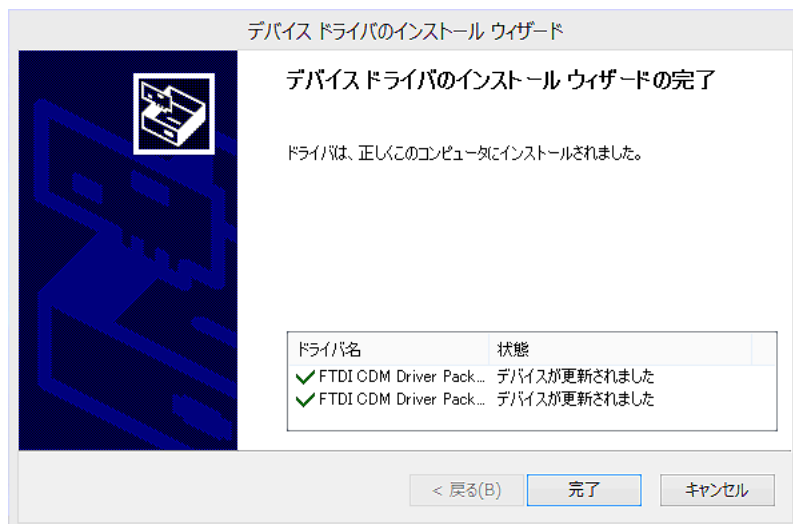 デバイス ドライバのインストール ウィザード
デバイス ドライバのインストール ウィザードの完了
ドライバは、正しくこのコンピュータにインストールされました。
ドライバ名 状態
FTDI CDM Driver Pack... デバイスが更新されました
FTDI CDM Driver Pack... デバイスが更新されました
< 戻る(B) 完了 キャンセル